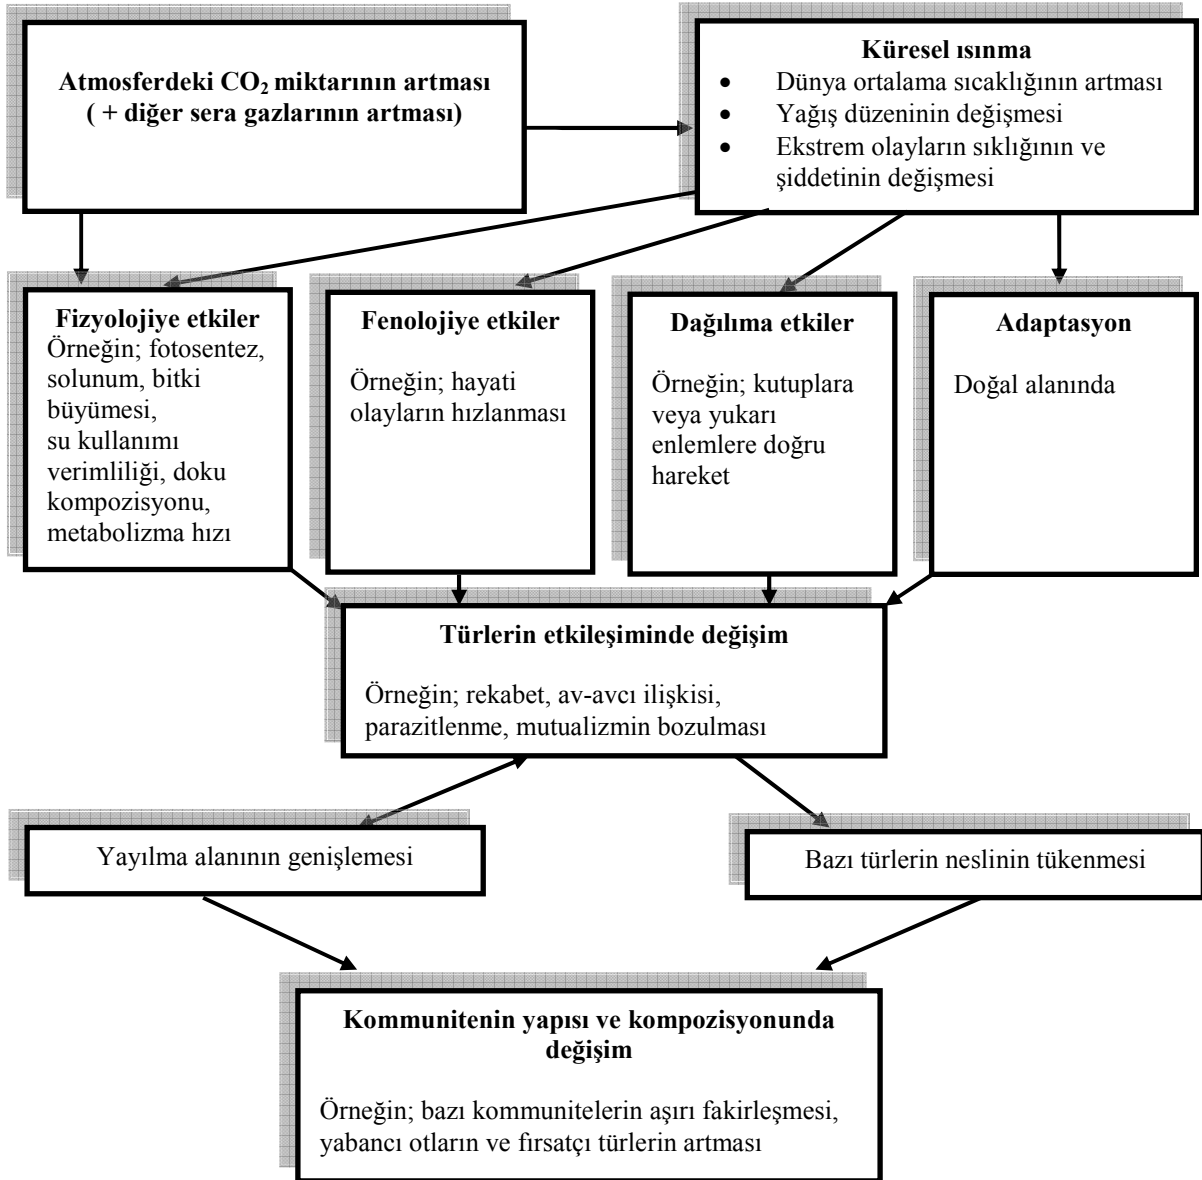 Atmosferdeki CO₂ miktarının artması
( + diğer sera gazlarının artması)
Küresel ısınma
• Dünya ortalama sıcaklığının artması
• Yağış düzeninin değişmesi
• Ekstrem olayların sıklığının ve
şiddetinin değişmesi
Fizyolojiye etkiler
Örneğin; fotosentez,
solunum, bitki
büyümesi,
su kullanımı
verimliliği, doku
kompozisyonu,
metabolizma hızı
Fenolojiye etkiler
Örneğin; hayati
olayların hızlanması
Dağılıma etkiler
Örneğin; kutuplara
veya yukarı
enlemlere doğru
hareket
Adaptasyon
Doğal alanında
Türlerin etkileşiminde değişim
Örneğin; rekabet, av-avcı ilişkisi,
parazitlenme, mutualizmin bozulması
Yayılma alanının genişlemesi
Bazı türlerin neslinin tükenmesi
Kommunitenin yapısı ve kompozisyonunda
değişim
Örneğin; bazı kommunitelerin aşırı fakirleşmesi,
yabancı otların ve fırsatçı türlerin artması